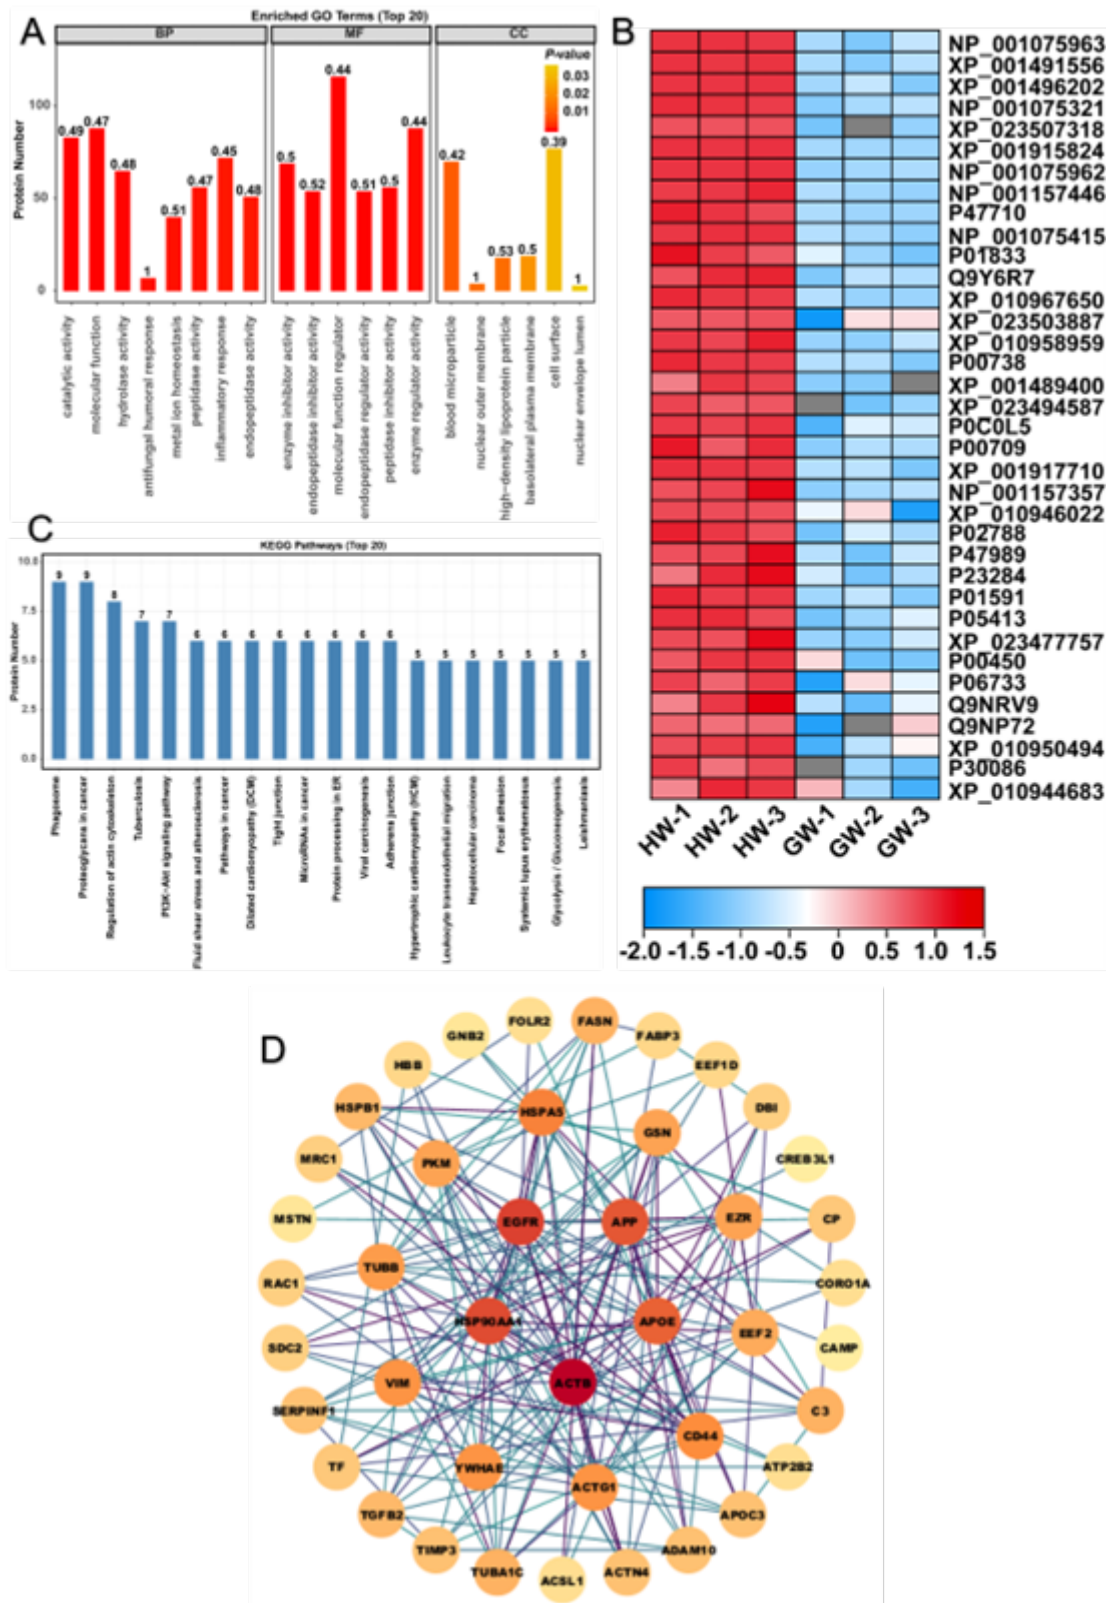 A
Enriched GO Terms (Top 20)
BP
MF
CC
P-value
0.03
0.02
0.01
Protein Number
100
50
0
0.49
0.47
0.48
1
0.51
0.47
0.45
0.48
0.5
0.52
0.44
0.51
0.5
0.44
0.42
1
0.53
0.5
0.39
1
catalytic activity
molecular function
hydrolase activity
antifungal humoral response
metal ion homeostasis
peptidase activity
inflammatory response
endopeptidase activity
enzyme inhibitor activity
endopeptidase inhibitor activity
molecular function regulator
endopeptidase regulator activity
peptidase inhibitor activity
enzyme regulator activity
blood microparticle
nuclear outer membrane
high-density lipoprotein particle
basolateral plasma membrane
cell surface
nuclear envelope lumen
B
NP_001075963
XP_001491556
XP_001496202
NP_001075321
XP_023507318
XP_001915824
NP_001075962
NP_001157446
P47710
NP_001075415
P01833
Q9Y6R7
XP_010967650
XP_023503887
XP_010958959
P00738
XP_001489400
XP_023494587
P0C0L5
P00709
XP_001917710
NP_001157357
XP_010946022
P02788
P47989
P23284
P01591
P05413
XP_023477757
P00450
P06733
Q9NRV9
Q9NP72
XP_010950494
P30086
XP_010944683
HW-1
HW-2
HW-3
GW-1
GW-2
GW-3
-2.0 -1.5 -1.0 -0.5 0 0.5 1.0 1.5
C
KEGG Pathways (Top 20)
Protein Number
10.0
7.5
5.0
2.5
0.0
9
9
8
7
7
6
6
6
6
6
6
6
6
5
5
5
5
5
5
5
Phagosome
Proteoglycans in cancer
Regulation of actin cytoskeleton
Tuberculosis
PI3K-Akt signaling pathway
Fluid shear stress and atherosclerosis
Pathways in cancer
Dilated cardiomyopathy (DCM)
Tight junction
MicroRNAs in cancer
Protein processing in ER
Viral carcinogenesis
Adherens junction
Hypertrophic cardiomyopathy (HCM)
Leukocyte transendothelial migration
Hepatocellular carcinoma
Focal adhesion
Systemic lupus erythematosus
Glycolysis / Gluconeogenesis
Leishmaniasis
D
FOLR2
FASN
GNB2
FABP3
HBB
EEF1D
HSPB1
HSPA5
DBI
GSN
MRC1
PKM
CREB3L1
MSTN
EGFR
APP
EZR
CP
TUBB
RAC1
CORO1A
HSP90AA1
APOE
EEF2
SDC2
CAMP
VIM
ACTB
SERPINF1
C3
CD44
TF
YWHAE
ATP2B2
ACTG1
TGFB2
APOC3
TIMP3
ADAM10
TUBA1C
ACSL1
ACTN4